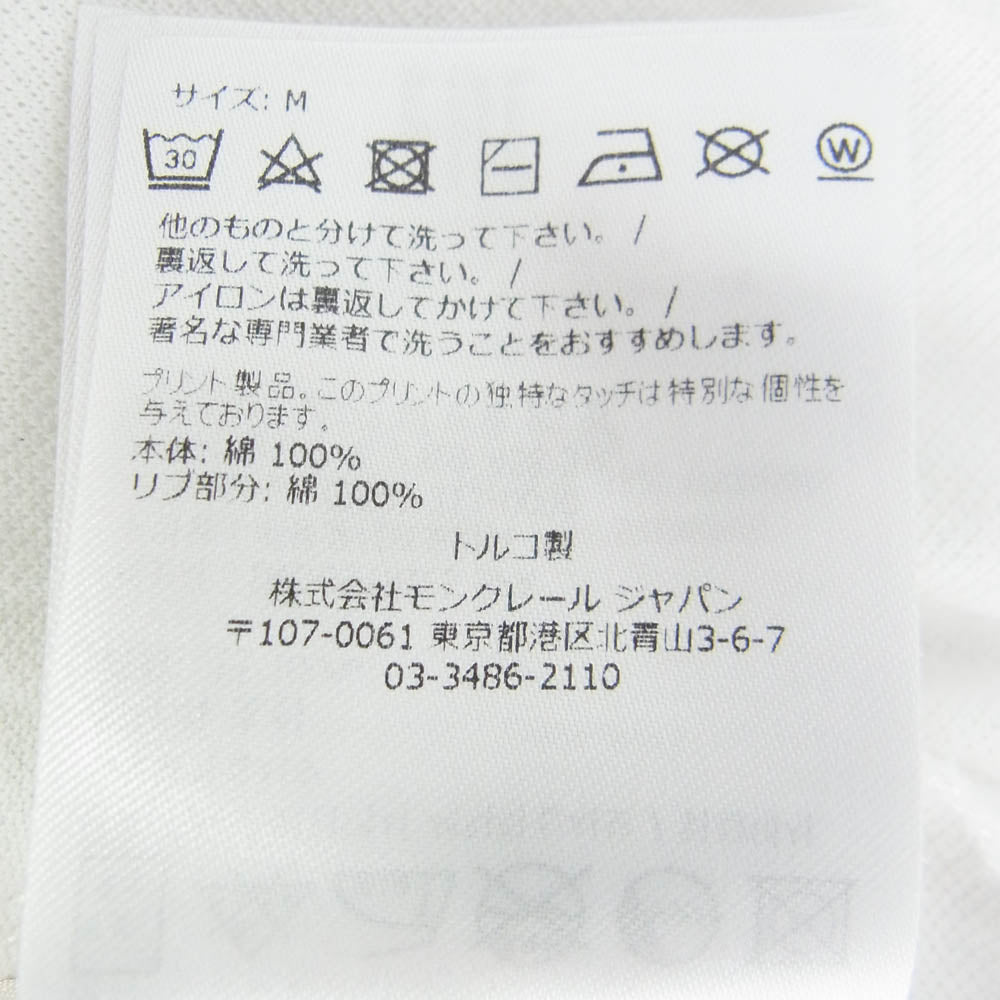 サイズ: M
30 W
他のものと分けて洗って下さい。 /
裏返して洗って下さい。 /
アイロンは裏返してかけて下さい。 /
著名な専門業者で洗うことをおすすめします。
プリント製品。このプリントの独特なタッチは特別な個性を
与えております。
本体: 綿 100%
リブ部分: 綿 100%
トルコ製
株式会社モンクレール ジャパン
〒107-0061 東京都港区北青山3-6-7
03-3486-2110